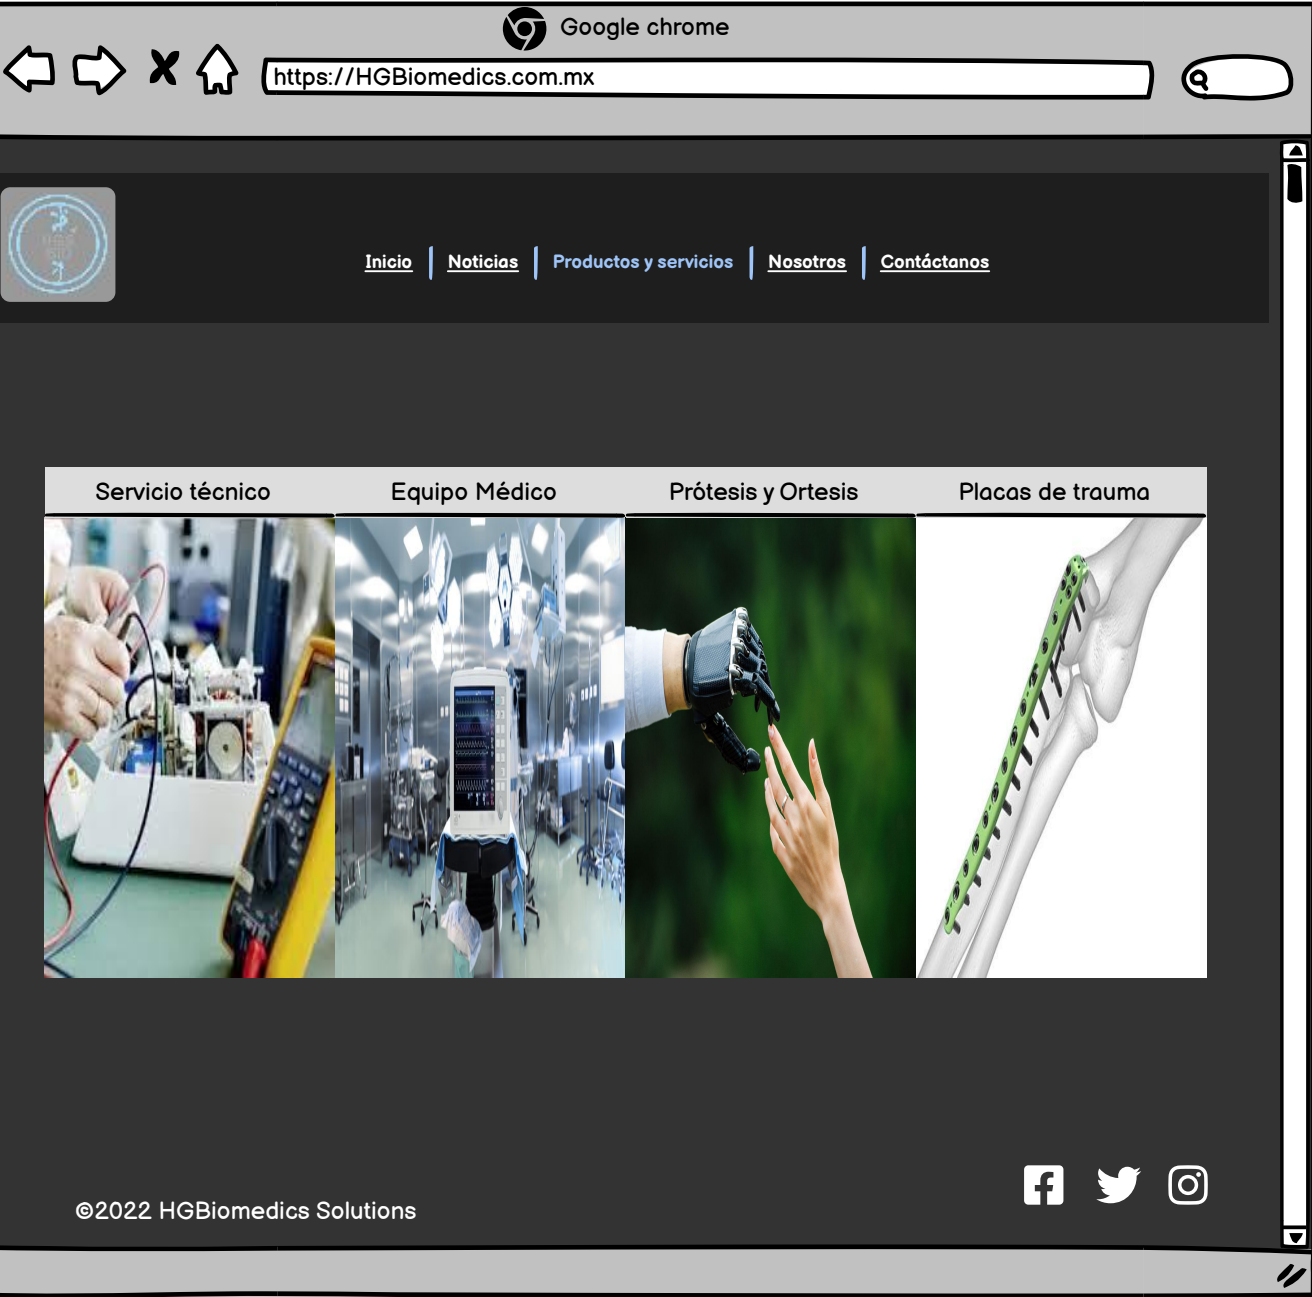 Google chrome
https://HGBiomedics.com.mx
Inicio
Noticias
Productos y servicios
Nosotros
Contáctanos
Servicio técnico
Equipo Médico
Prótesis y Ortesis
Placas de trauma
©2022 HGBiomedics Solutions